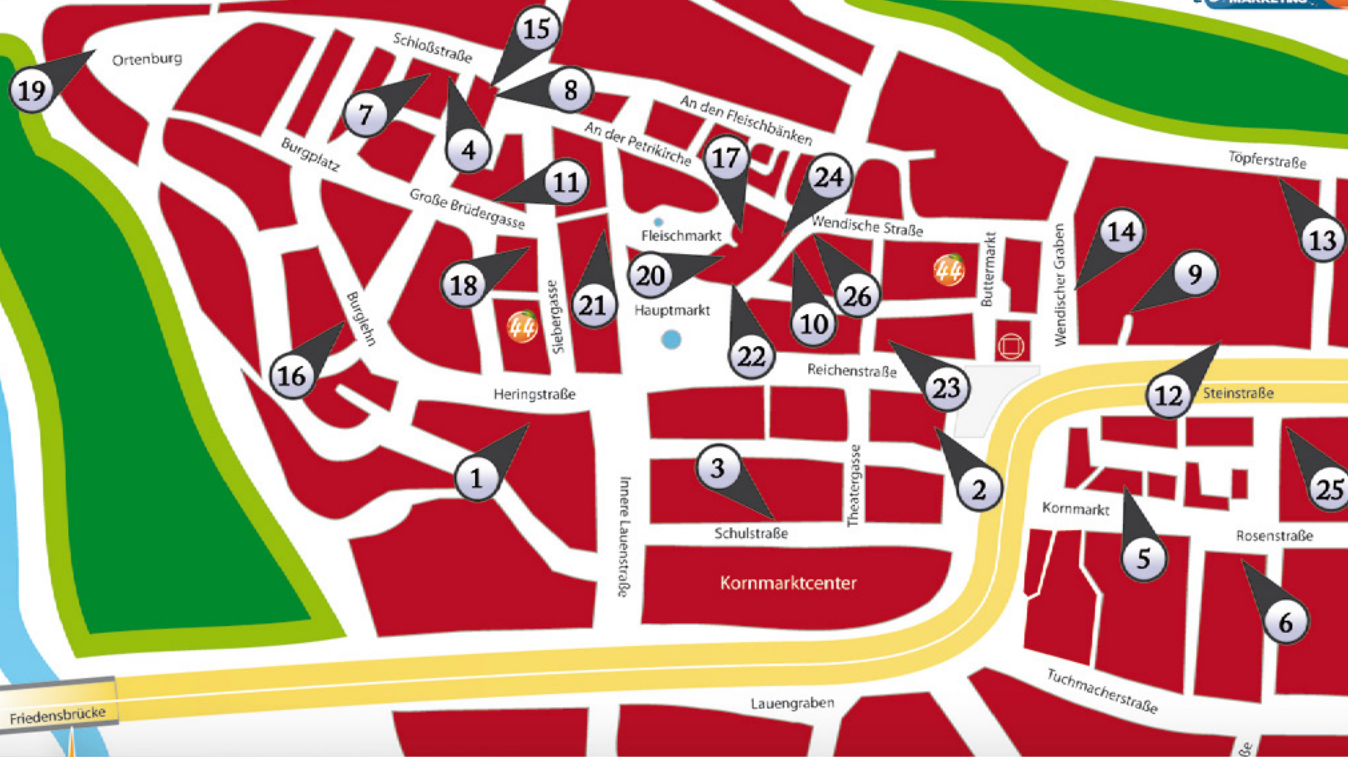 MARKETING
15
Schloßstraße
Ortenburg
19
8
7
An den Fleischbänken
An der Petrikirche
4
Burgplatz
17
Töpferstraße
24
11
Große Brüdergasse
Wendische Straße
Fleischmarkt
14
13
Buttermarkt
Wendischer Graben
20
9
18
44
26
21
Hauptmarkt
Burglehn
Siebergasse
44
10
22
16
Reichenstraße
23
Heringstraße
12
Steinstraße
1
3
Theatergasse
2
25
Innere Lauenstraße
Kornmarkt
Schulstraße
Rosenstraße
5
Kornmarktcenter
6
Tuchmacherstraße
Lauengraben
Friedensbrücke
ße